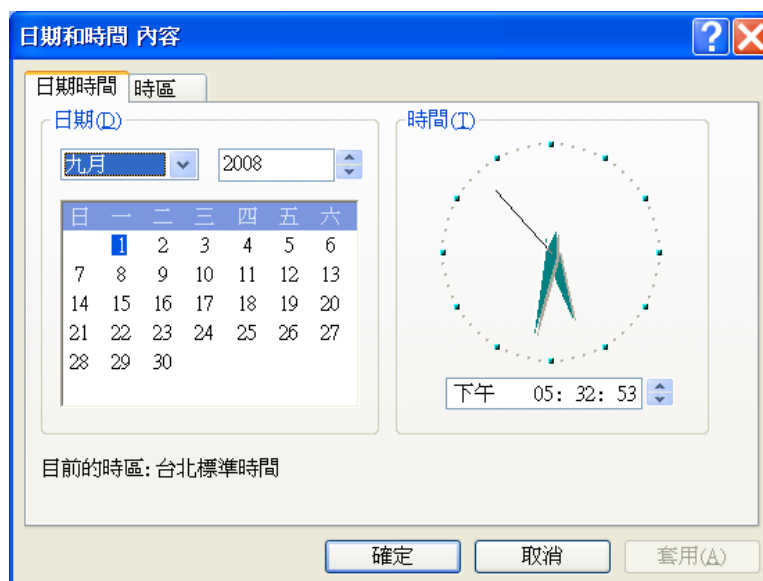 日期和時間 內容
日期時間 時區
日期(D)
九月 2008
日 一 二 三 四 五 六
1 2 3 4 5 6
7 8 9 10 11 12 13
14 15 16 17 18 19 20
21 22 23 24 25 26 27
28 29 30
時間(T)
下午 05: 32: 53
目前的時區: 台北標準時間
確定 取消 套用(A)